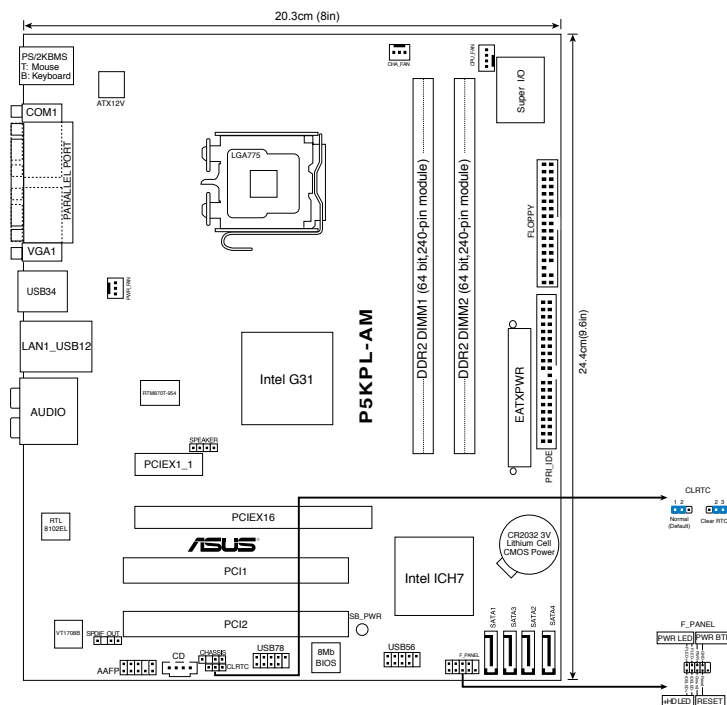 20.3cm (8in)
PS/2KBMS
T: Mouse
B: Keyboard
ATX12V
CHA_FAN
CPU_FAN
Super I/O
COM1
PARALLEL PORT
LGA775
VGA1
FLOPPY
DDR2 DIMM1 (64 bit,240-pin module)
DDR2 DIMM2 (64 bit,240-pin module)
24.4cm(9.6in)
USB34
PWR_FAN
LAN1_USB12
Intel G31
P5KPL-AM
EATXPWR
AUDIO
RTM870T-954
SPEAKER
PCIEX1_1
PRI_IDE
CLRTC
1 2
2 3
Normal
(Default)
Clear RTC
RTL
8102EL
PCIEX16
/ISUS
CR2032 3V
Lithium Cell
CMOS Power
PCI1
Intel ICH7
VT1708B
SPDIF_OUT
PCI2
SB_PWR
SATA1
SATA3
SATA2
SATA4
F_PANEL
PWR LED
PWR BTN
AAFP
CD
CHASSIS
CLRTC
USB78
8Mb
BIOS
USB56
F_PANEL
+HDLED
RESET